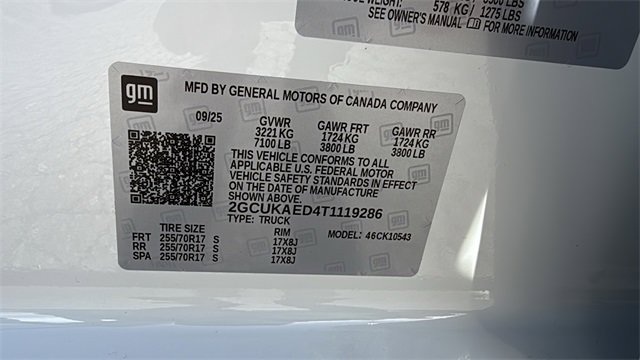 578 KG / 1275 LBS
SEE OWNER'S MANUAL FOR MORE INFORMATION
gm
MFD BY GENERAL MOTORS OF CANADA COMPANY
09/25
GVWR GAWR FRT GAWR RR
3221 KG 1724 KG 1724 KG
7100 LB 3800 LB 3800 LB
THIS VEHICLE CONFORMS TO ALL
APPLICABLE U.S. FEDERAL MOTOR
VEHICLE SAFETY STANDARDS IN EFFECT
ON THE DATE OF MANUFACTURE
SHOWN ABOVE.
2GCUKAED4T1119286
TYPE: TRUCK
TIRE SIZE RIM MODEL: 46CK10543
FRT 255/70R17 S 17X8J
RR 255/70R17 S 17X8J
SPA 255/70R17 S 17X8J